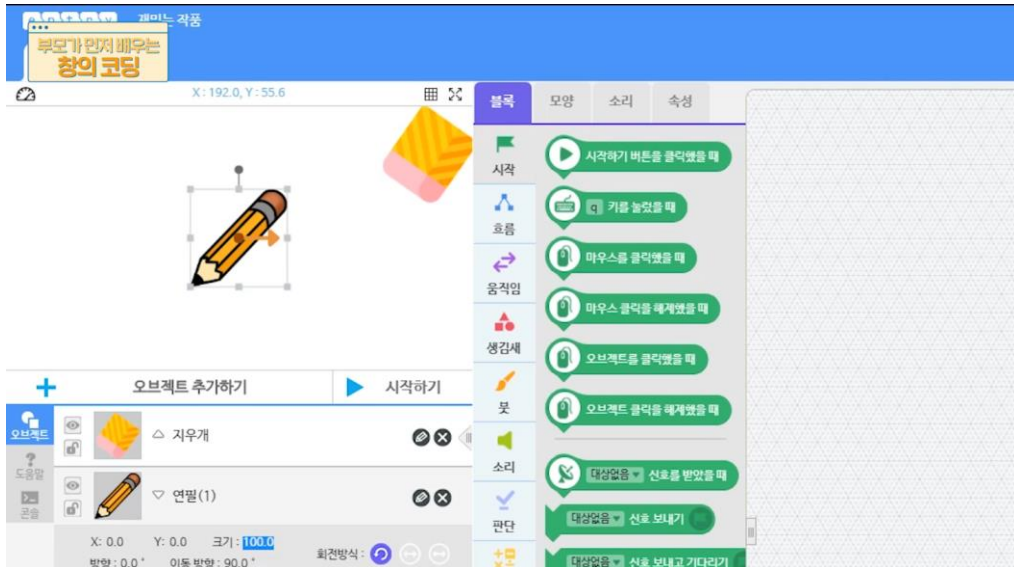 entry 재밌는 작품
부모가 먼저 배우는
창의 코딩
X : 192.0, Y : 55.6
블록
모양
소리
속성
시작
흐름
움직임
생김새
붓
소리
판단
시작하기 버튼을 클릭했을 때
q 키를 눌렀을 때
마우스를 클릭했을 때
마우스 클릭을 해제했을 때
오브젝트를 클릭했을 때
오브젝트 클릭을 해제했을 때
대상없음 신호를 받았을 때
대상없음 신호 보내기
대상없음 신호 보내고 기다리기
+ 오브젝트 추가하기
시작하기
오브젝트
도움말
콘솔
지우개
연필(1)
X: 0.0 Y: 0.0 크기 : 100.0
방향 : 0.0˚ 이동 방향 : 90.0˚
회전방식 :